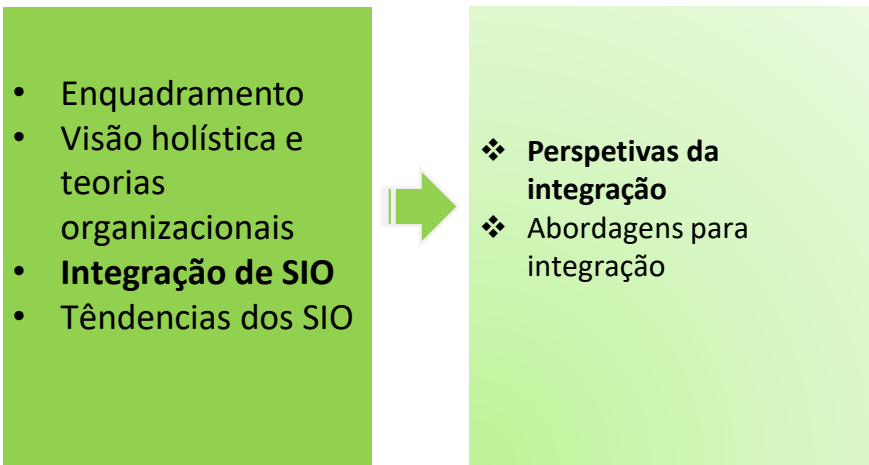 • Enquadramento
• Visão holística e
teorias
organizacionais
• Integração de SIO
• Têndencias dos SIO
❖ Perspetivas da
integração
❖ Abordagens para
integração